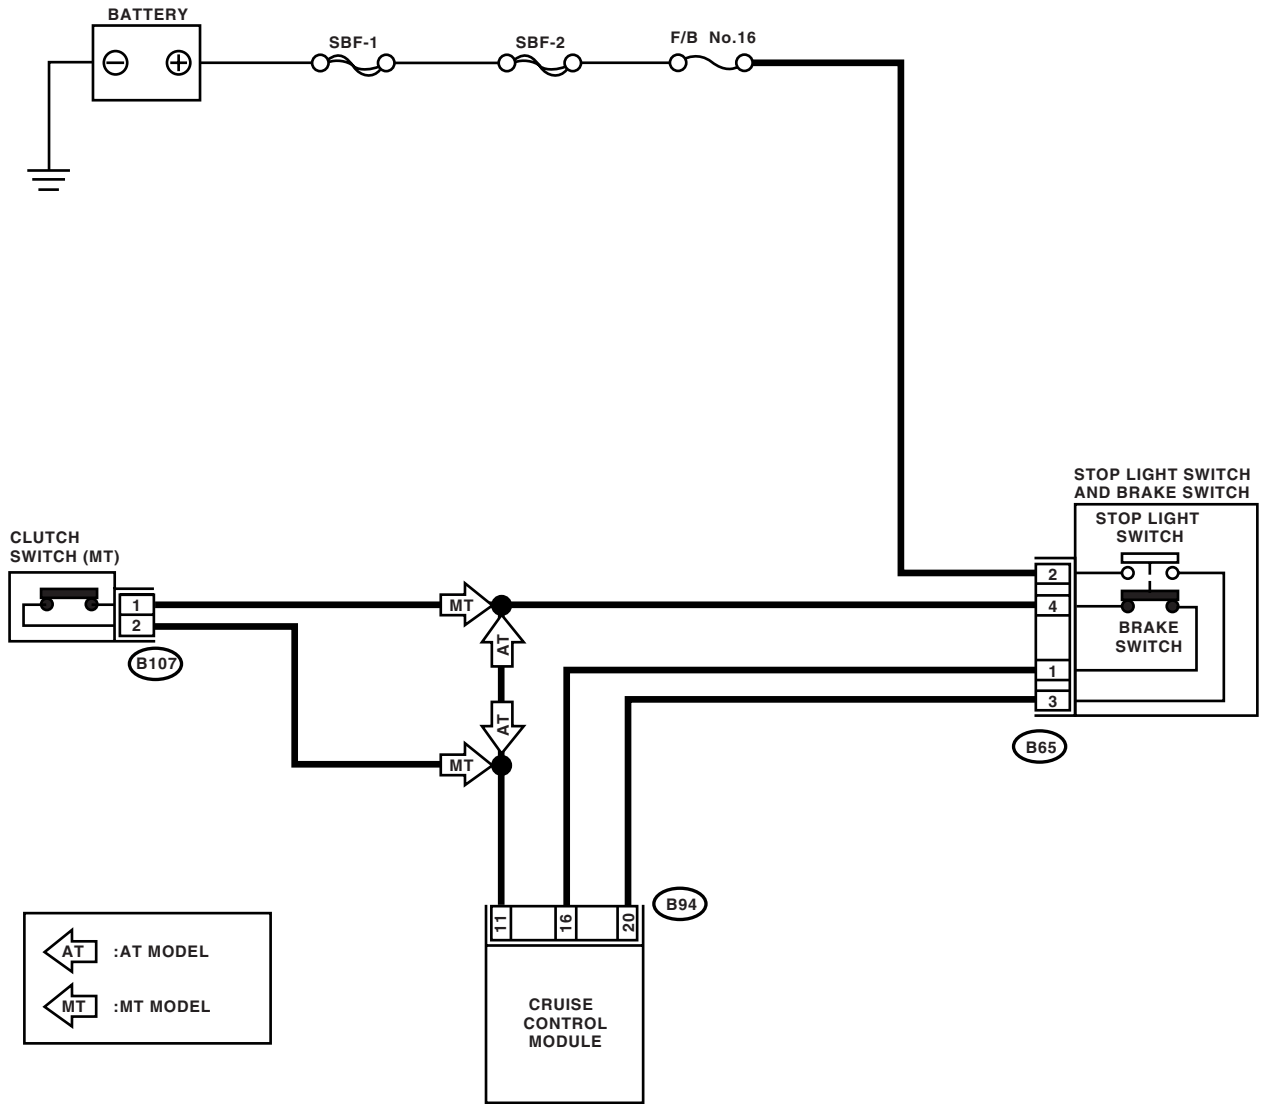 BATTERY
SBF-1
SBF-2
F/B No.16
STOP LIGHT SWITCH
AND BRAKE SWITCH
STOP LIGHT
SWITCH
CLUTCH
SWITCH (MT)
2
1
MT
4
2
BRAKE
SWITCH
AT
B107
1
3
AT
B65
MT
B94
11
16
20
AT :AT MODEL
MT :MT MODEL
CRUISE
CONTROL
MODULE